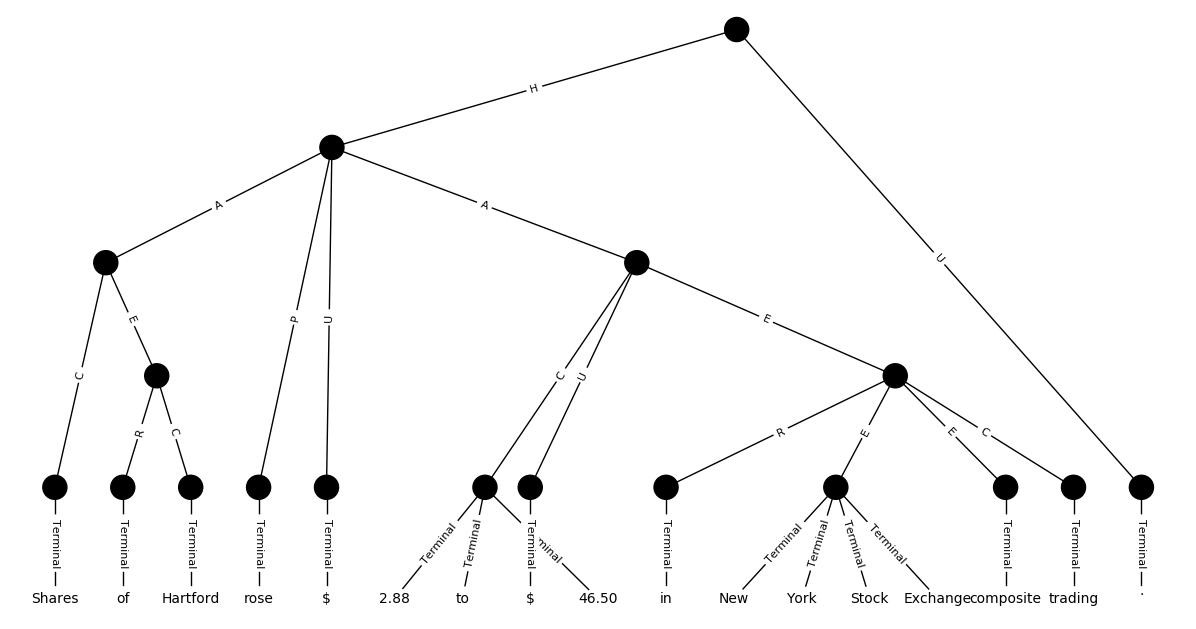 H
A A U
E P U E
C C U
R C R E E C
Terminal Terminal Terminal Terminal Terminal Terminal Terminal Terminal Terminal Terminal Terminal Terminal Terminal Terminal Terminal Terminal Terminal
Shares of Hartford rose $ 2.88 to $ 46.50 in New York Stock Exchange composite trading .